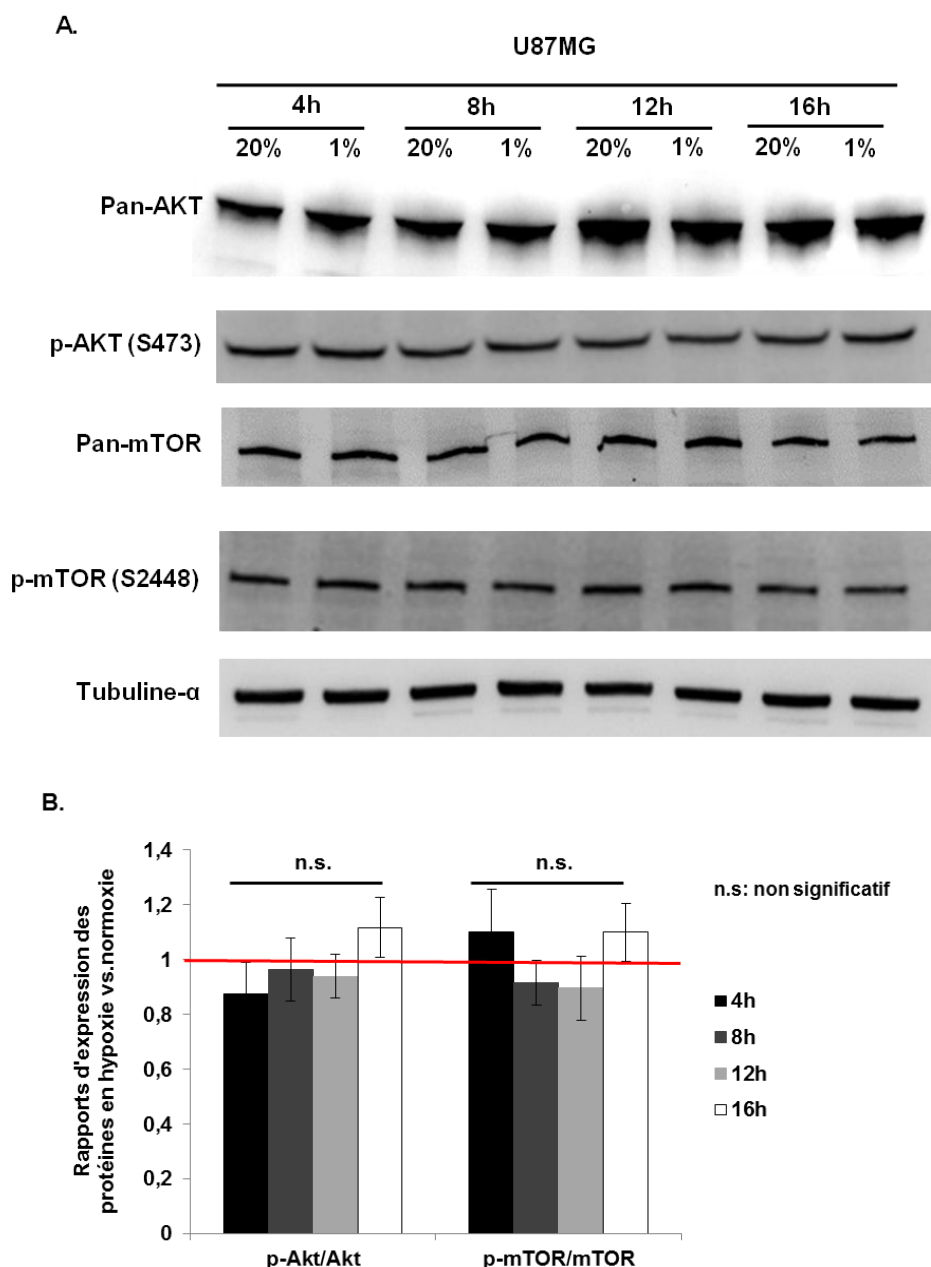 A.
U87MG
4h 8h 12h 16h
20% 1% 20% 1% 20% 1% 20% 1%
Pan-AKT
p-AKT (S473)
Pan-mTOR
p-mTOR (S2448)
Tubuline-α
B.
Rapports d'expression des
protéines en hypoxie vs.normoxie
1,4
1,2
1
0,8
0,6
0,4
0,2
0
n.s. n.s.
p-Akt/Akt p-mTOR/mTOR
n.s: non significatif
4h
8h
12h
16h